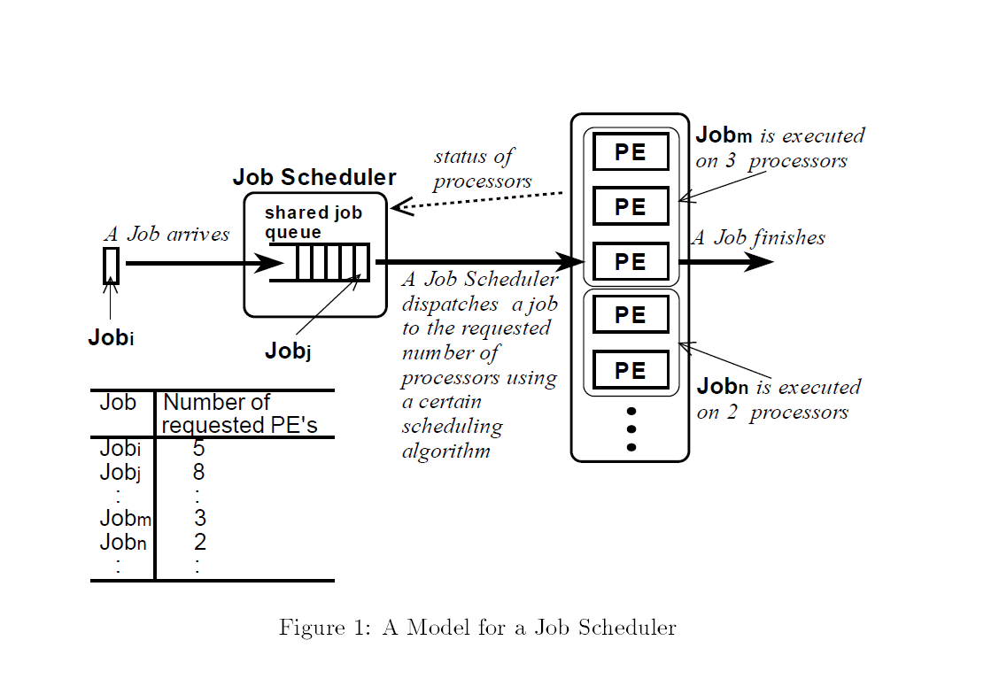 Job Scheduler
shared job
queue
A Job arrives
Jobi
Jobj
status of
processors
A Job Scheduler
dispatches a job
to the requested
number of
processors using
a certain
scheduling
algorithm
PE
PE
PE
PE
PE
Jobm is executed
on 3 processors
A Job finishes
Jobn is executed
on 2 processors
Job Number of
requested PE's
Jobi 5
Jobj 8
: :
Jobm 3
Jobn 2
: :
Figure 1: A Model for a Job Scheduler